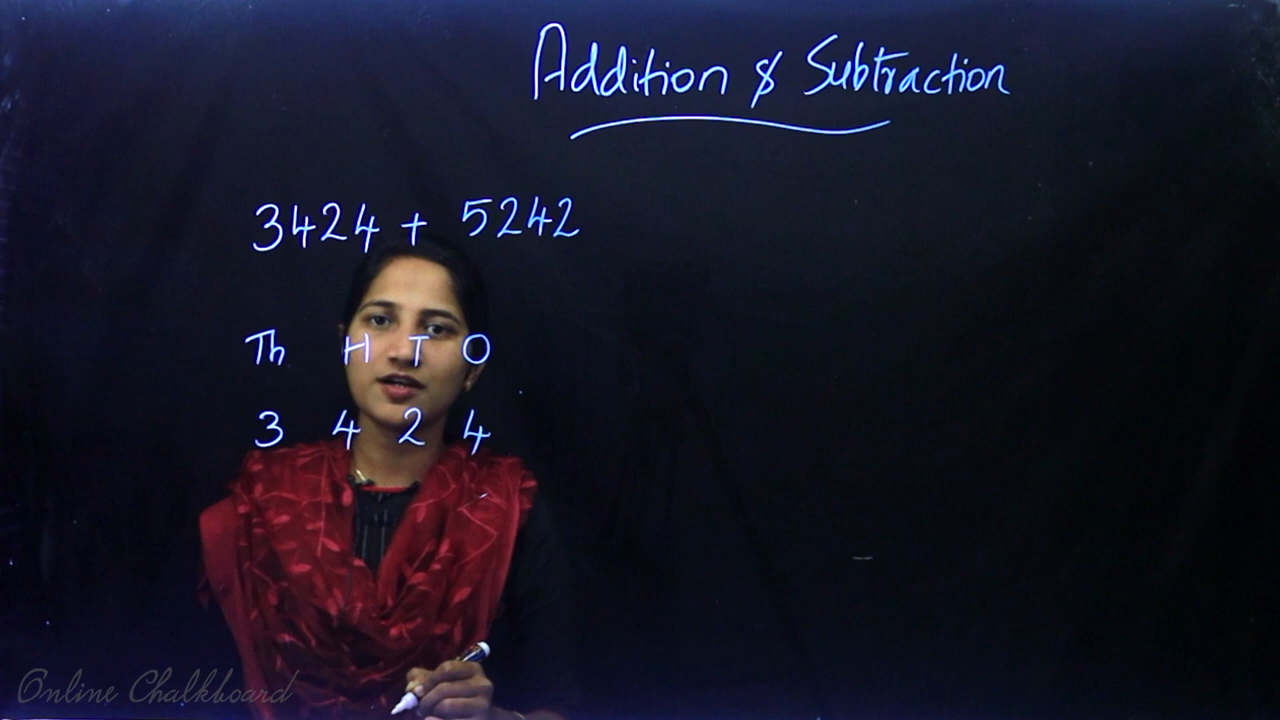 Addition & Subtraction
3424 + 5242
Th H T O
3 4 2 4
Online Chalkboard